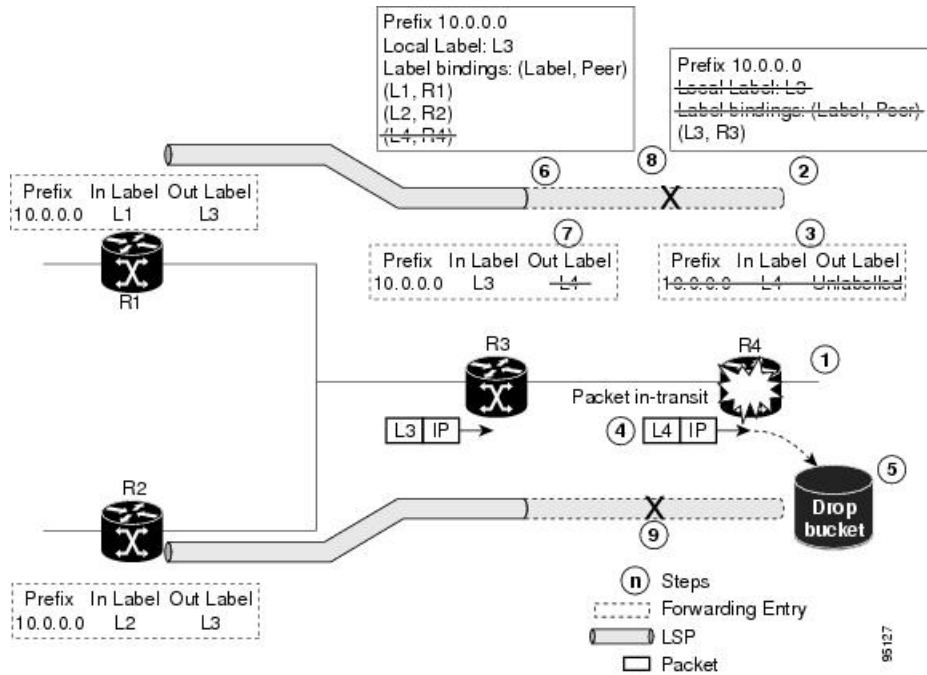 Prefix 10.0.0.0
Local Label: L3
Label bindings: (Label, Peer)
(L1, R1)
(L2, R2)
(L4, R4)
Prefix 10.0.0.0
Local Label: L3
Label bindings: (Label, Peer)
(L3, R3)
6
8
2
Prefix In Label Out Label
10.0.0.0 L1 L3
R1
7
Prefix In Label Out Label
10.0.0.0 L3 L4
3
Prefix In Label Out Label
10.0.0.0 L4 Unlabelled
R3
R4
1
Packet in-transit
L3 IP
4
L4 IP
5
Drop
bucket
R2
9
Prefix In Label Out Label
10.0.0.0 L2 L3
n Steps
Forwarding Entry
LSP
Packet
95127